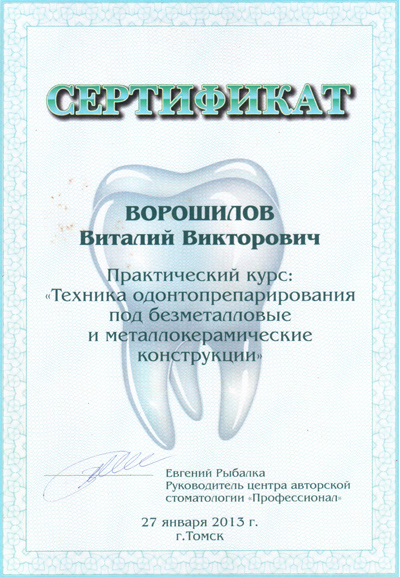 СЕРТИФИКАТ
ВОРОШИЛОВ
Виталий Викторович
Практический курс:
«Техника одонтопрепарирования
под безметалловые
и металлокерамические
конструкции»
Евгений Рыбалка
Руководитель центра авторской
стоматологии «Профессионал»
27 января 2013 г.
г.Томск